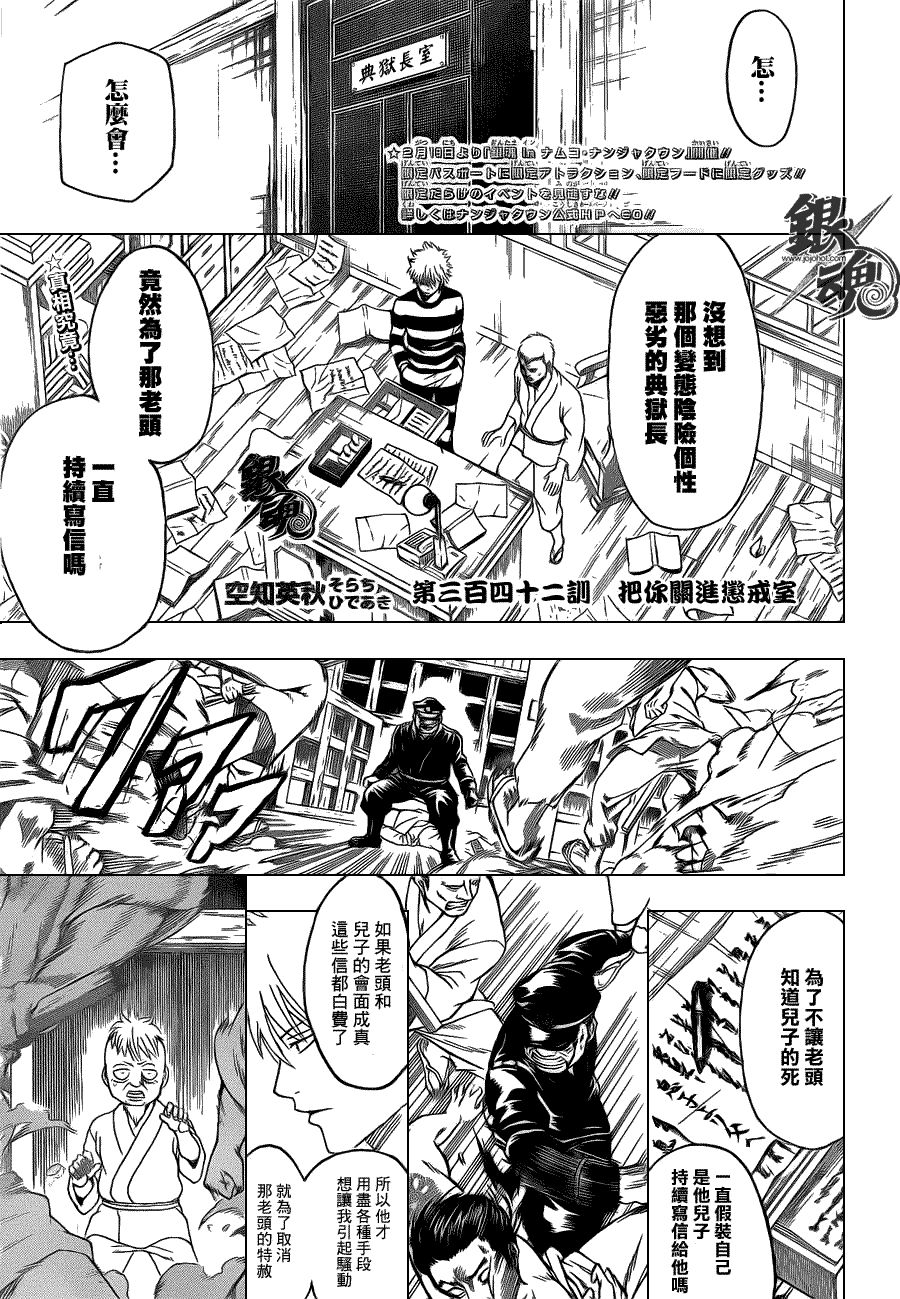 怎…
典獄長室
怎麼會…
☆2月18日より「銀魂 in ナムコ・ナンジャタウン」開催!!
限定パスポートに限定アトラクション、限定フードに限定グッズ!!
限定だらけのイベントを見逃すな!!
詳しくはナンジャタウン公式HPへGO!!
銀魂
www.jojohot.com
沒想到
那個變態陰險個性
惡劣的典獄長
竟然為了那老頭
一直
持續寫信嗎
☆真相究竟…
銀魂
空知英秋
そらち
ひであき
第三百四十二訓 把你關進懲戒室
ワァァ
為了不讓老頭
知道兒子的死
一直假裝自己
是他兒子
持續寫信給他嗎
如果老頭和
兒子的會面成真
這些信都白費了
所以他才
用盡各種手段
想讓我引起騷動
就為了取消
那老頭的特赦